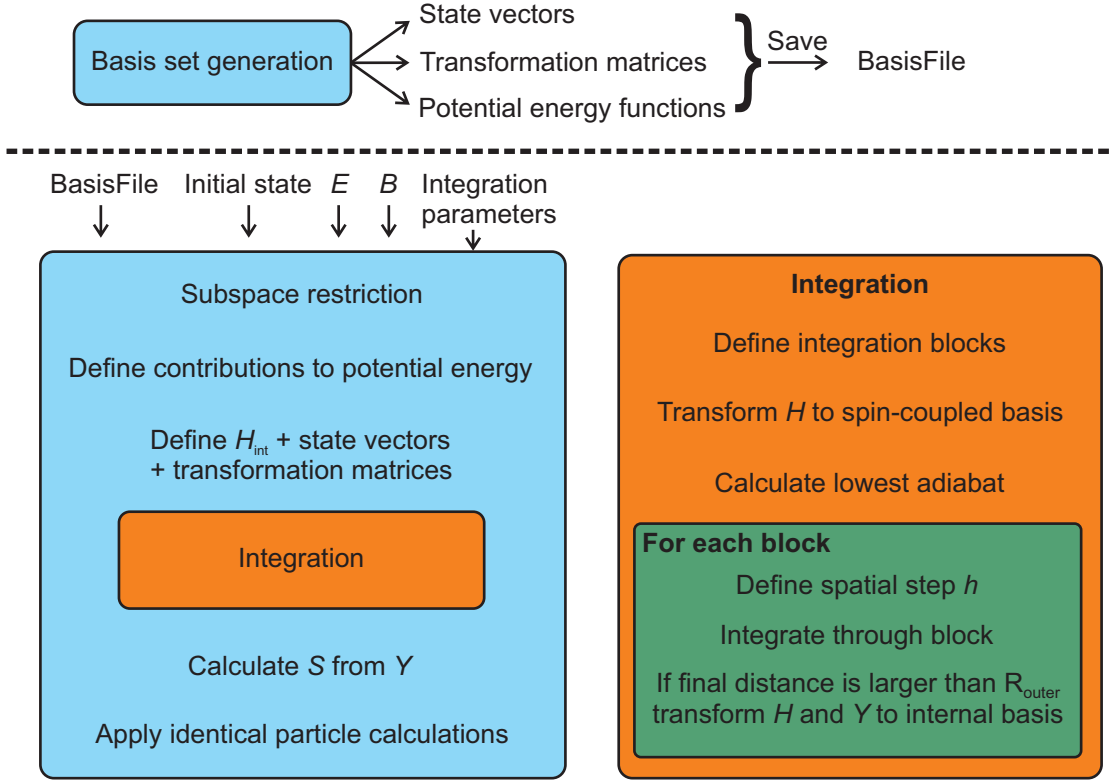 Basis set generation
State vectors
Transformation matrices
Potential energy functions
}
Save
BasisFile
BasisFile
Initial state
E
B
Integration
parameters
Subspace restriction
Define contributions to potential energy
Define H_int + state vectors
+ transformation matrices
Integration
Calculate S from Y
Apply identical particle calculations
Integration
Define integration blocks
Transform H to spin-coupled basis
Calculate lowest adiabat
For each block
Define spatial step h
Integrate through block
If final distance is larger than R_outer
transform H and Y to internal basis